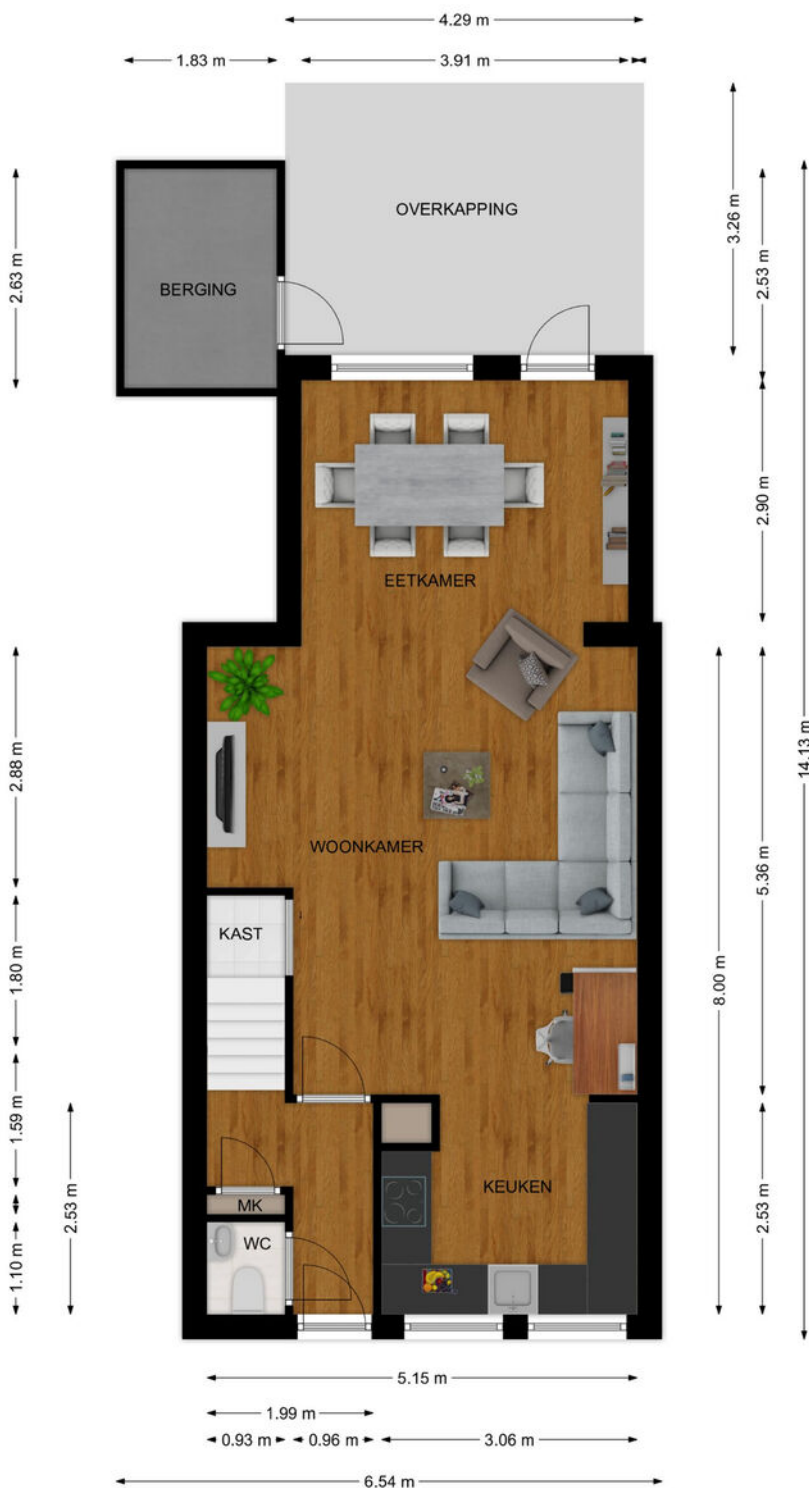 4.29 m
1.83 m
3.91 m
OVERKAPPING
BERGING
2.63 m
3.26 m
2.53 m
EETKAMER
2.90 m
2.88 m
WOONKAMER
14.13 m
5.36 m
KAST
1.80 m
8.00 m
1.59 m
2.53 m
KEUKEN
MK
WC
1.10 m
2.53 m
5.15 m
1.99 m
0.93 m
0.96 m
3.06 m
6.54 m